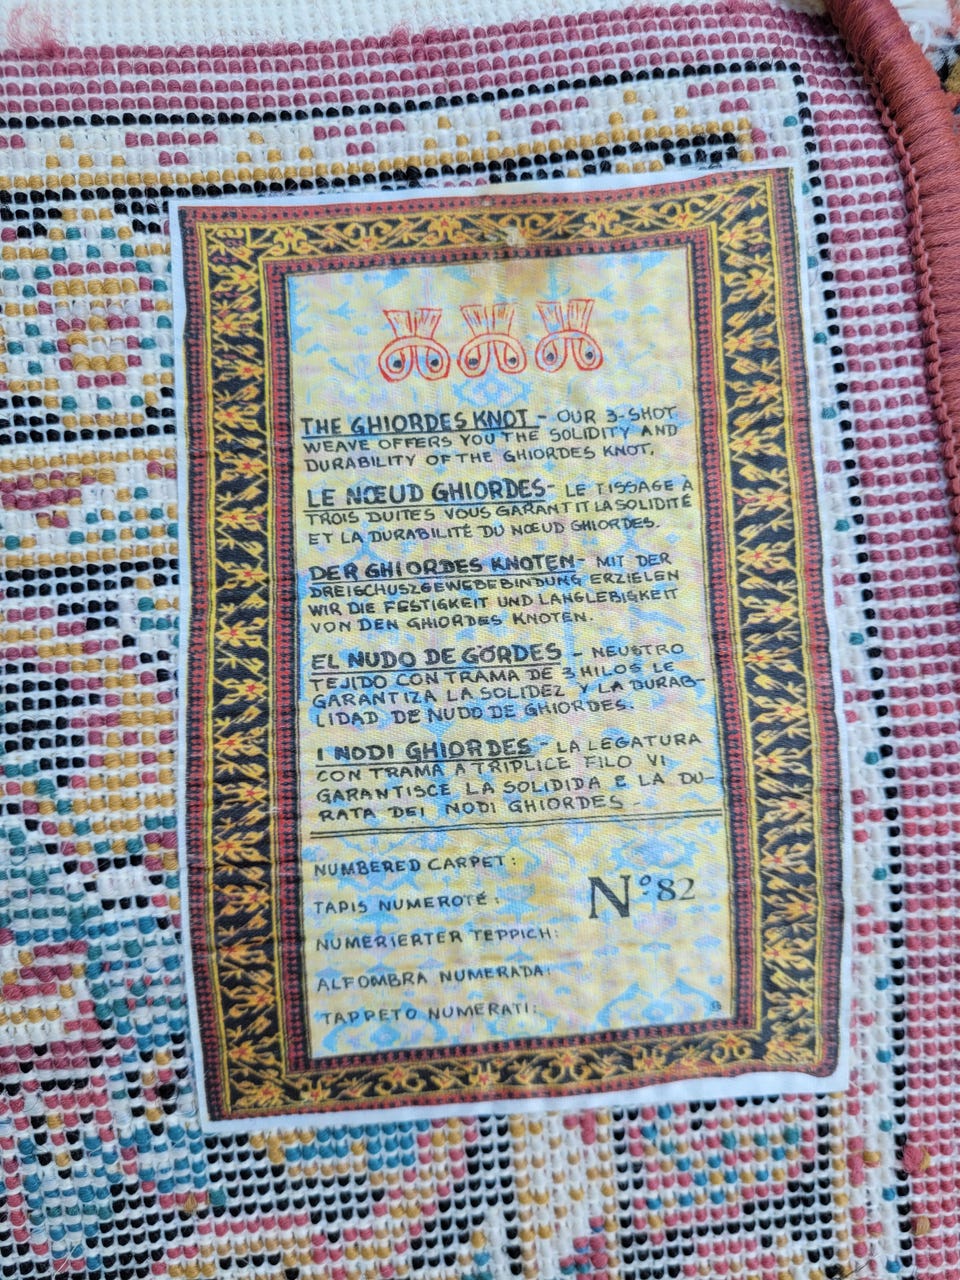 THE GHIORDES KNOT - OUR 3-SHOT
WEAVE OFFERS YOU THE SOLIDITY AND
DURABILITY OF THE GHIORDES KNOT.
LE NŒUD GHIORDES - LE TISSAGE À
TROIS DUITES VOUS GARANTIT LA SOLIDITÉ
ET LA DURABILITÉ DU NŒUD GHIORDES.
DER GHIORDES KNOTEN - MIT DER
DREISCHUSZGEWEBEBINDUNG ERZIELEN
WIR DIE FESTIGKEIT UND LANGLEBIGKEIT
VON DEN GHIORDES KNOTEN.
EL NUDO DE GÓRDES - NEUSTRO
TEJIDO CON TRAMA DE 3 HILOS LE
GARANTIZA LA SOLIDEZ Y LA DURAB-
LIDAD DE NUDO DE GHIORDES.
I NODI GHIORDES - LA LEGATURA
CON TRAMA A TRIPLICE FILO VI
GARANTISCE LA SOLIDIDA E LA DU-
RATA DEI NODI GHIORDES -
NUMBERED CARPET:
TAPIS NUMEROTÉ: N° 82
NUMERIERTER TEPPICH:
ALFOMBRA NUMERADA:
TAPPETO NUMERATI: